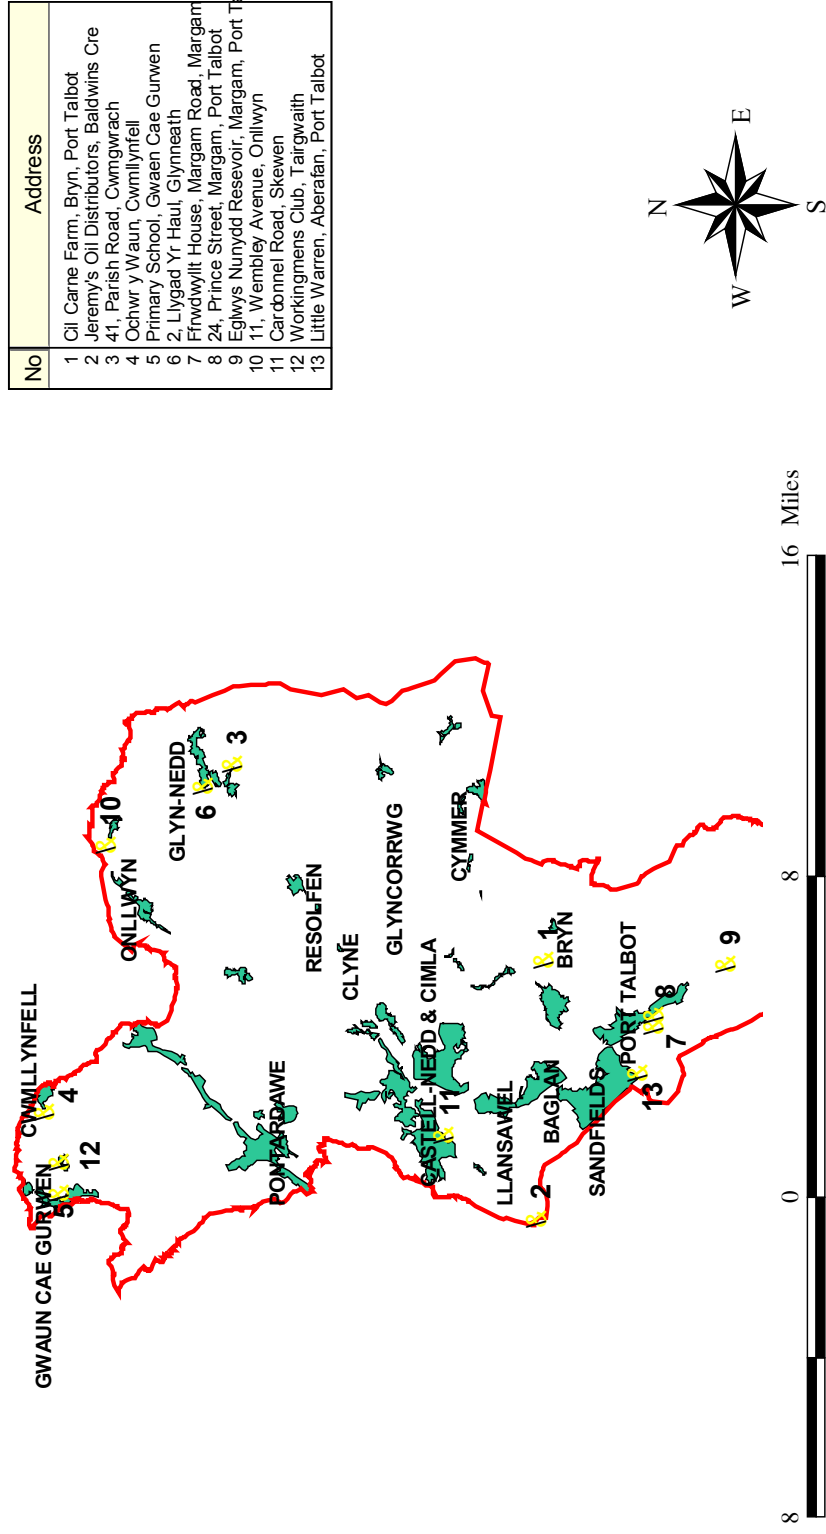 No Address
1 Cil Carne Farm, Bryn, Port Talbot
2 Jeremy's Oil Distributors, Baldwins Cre
3 41, Parish Road, Cwmgwrach
4 Ochwr y Waun, Cwmllynfell
5 Primary School, Gwaen Cae Gurwen
6 2, Llygad Yr Haul, Glynneath
7 Ffrwdwyllt House, Margam Road, Margam
8 24, Prince Street, Margam, Port Talbot
9 Eglwys Nunydd Resevoir, Margam, Port Ta
10 11, Wembley Avenue, Onllwyn
11 Cardonnel Road, Skewen
12 Workingmens Club, Tairgwaith
13 Little Warren, Aberafan, Port Talbot
N
W E
S
GWAUN CAE GURWEN
5
12
CWMLLYNFELL
4
ONLLWYN
10
GLYN-NEDD
6
3
PONTARDAWE
RESOLFEN
CLYNE
GLYNCORRWG
CASTELL-NEDD & CIMLA
11
CYMMER
LLANSAWEL
2
BAGLAN
1
BRYN
SANDFIELDS
PORT TALBOT
13
7
8
9
8 0 8 16 Miles